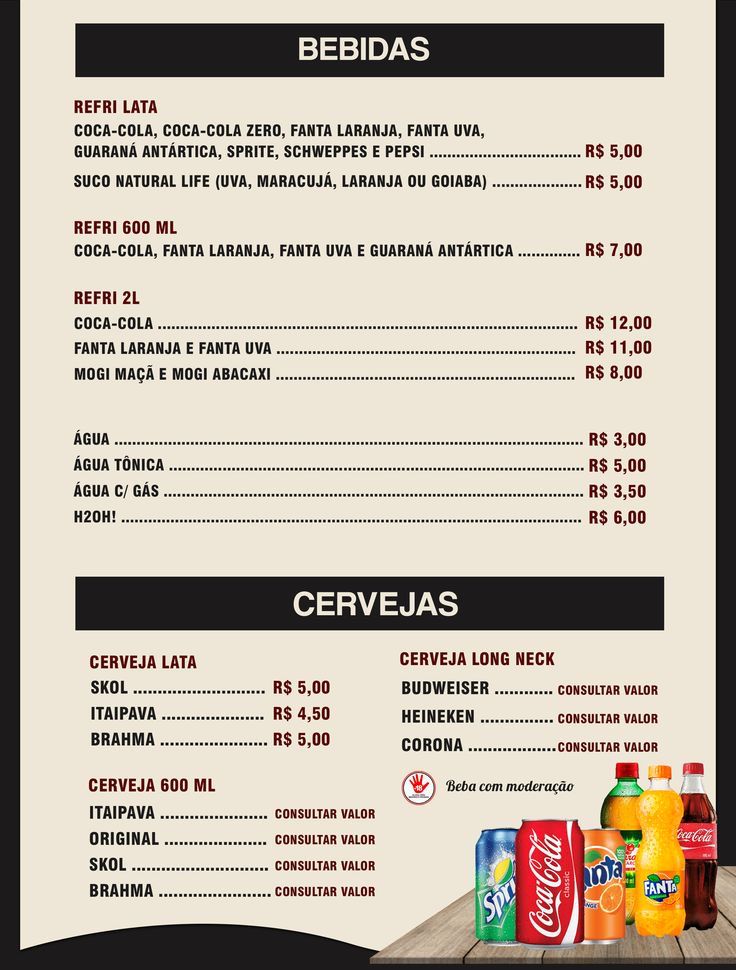 BEBIDAS
REFRI LATA
COCA-COLA, COCA-COLA ZERO, FANTA LARANJA, FANTA UVA,
GUARANÁ ANTÁRTICA, SPRITE, SCHWEPPES E PEPSI ................................ R$ 5,00
SUCO NATURAL LIFE (UVA, MARACUJÁ, LARANJA OU GOIABA) ................... R$ 5,00
REFRI 600 ML
COCA-COLA, FANTA LARANJA, FANTA UVA E GUARANÁ ANTÁRTICA ............. R$ 7,00
REFRI 2L
COCA-COLA ........................................................................................ R$ 12,00
FANTA LARANJA E FANTA UVA ............................................................... R$ 11,00
MOGI MAÇÃ E MOGI ABACAXI ............................................................... R$ 8,00
ÁGUA .................................................................................................. R$ 3,00
ÁGUA TÔNICA ....................................................................................... R$ 5,00
ÁGUA C/ GÁS ........................................................................................ R$ 3,50
H2OH! ................................................................................................. R$ 6,00
CERVEJAS
CERVEJA LATA
SKOL ............................ R$ 5,00
ITAIPAVA ...................... R$ 4,50
BRAHMA ....................... R$ 5,00
CERVEJA 600 ML
ITAIPAVA ....................... CONSULTAR VALOR
ORIGINAL ...................... CONSULTAR VALOR
SKOL ............................. CONSULTAR VALOR
BRAHMA ........................ CONSULTAR VALOR
CERVEJA LONG NECK
BUDWEISER ............ CONSULTAR VALOR
HEINEKEN ............... CONSULTAR VALOR
CORONA ................... CONSULTAR VALOR
-18
Beba com moderação
Sprite
Coca-Cola
classic
Fanta
FANTA
Coca-Cola